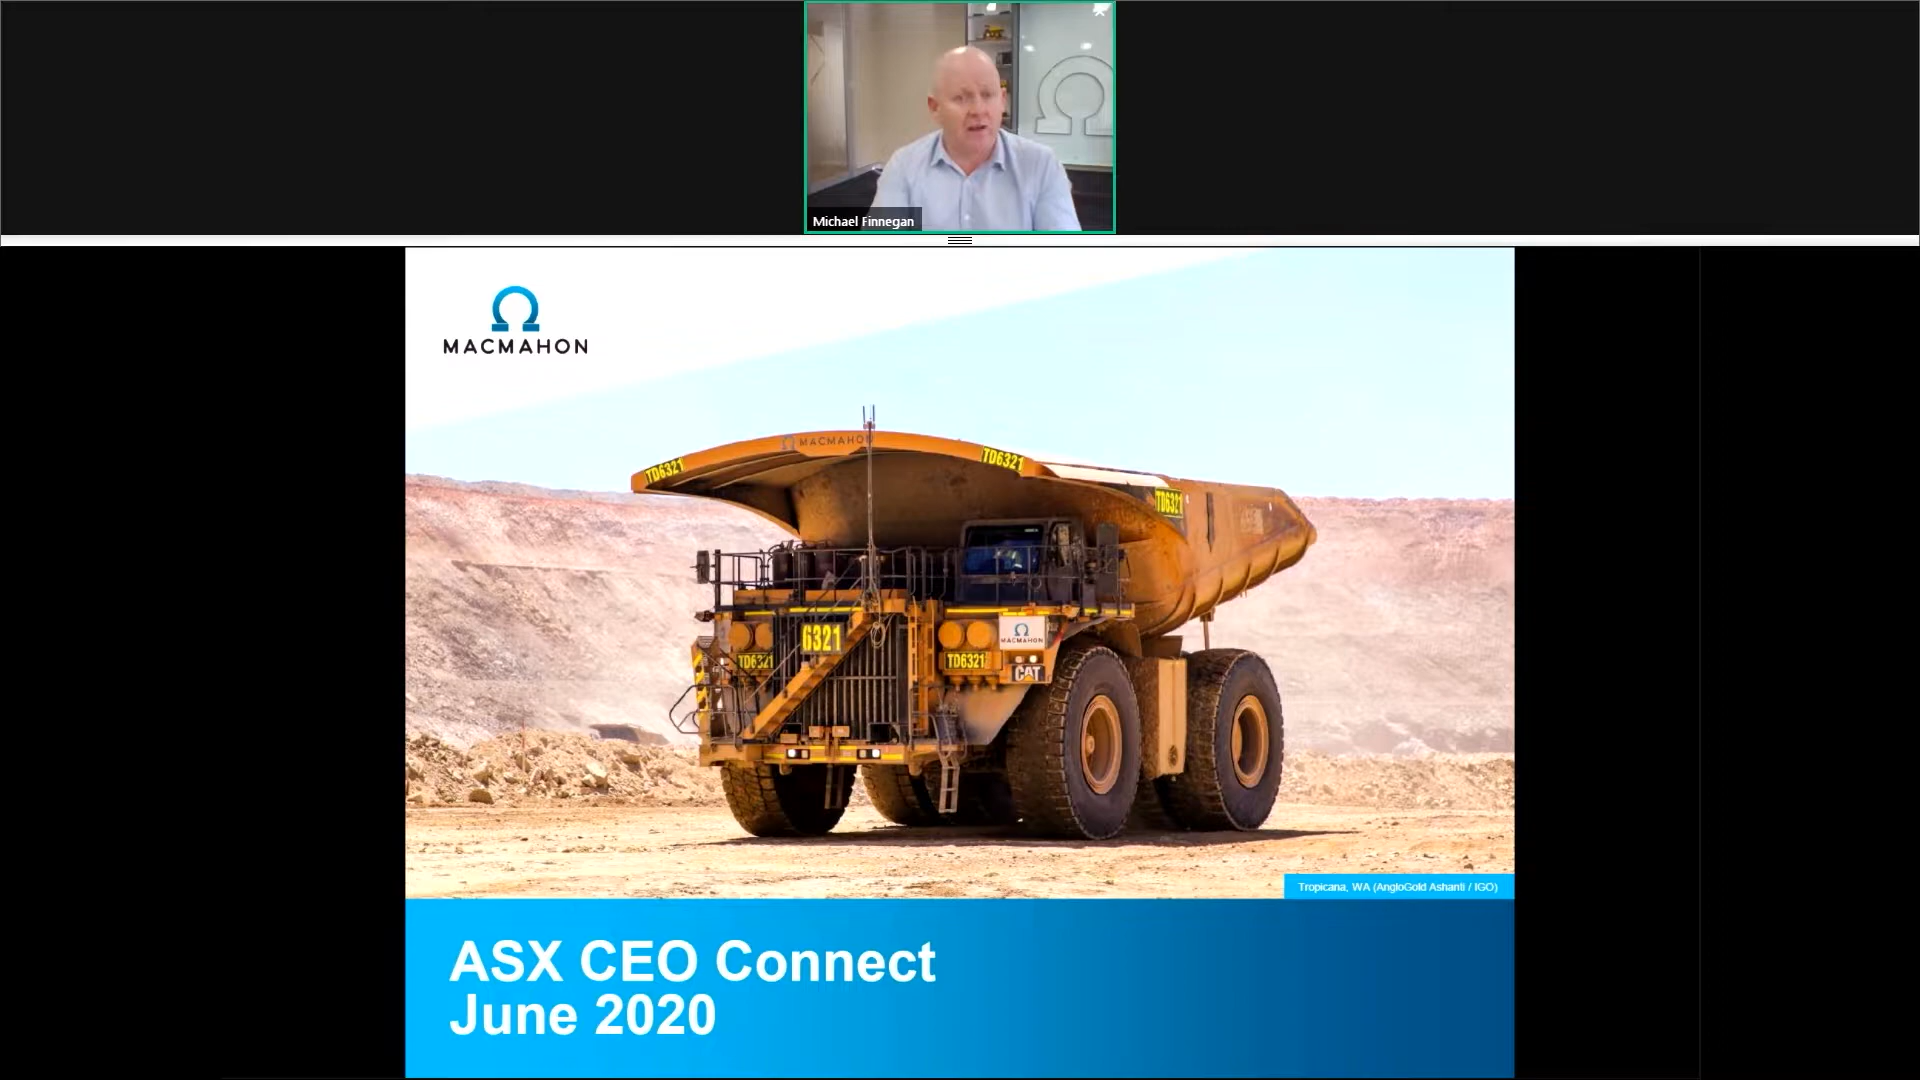 Michael Finnegan
MACMAHON
MACMAHON
TD6321
TD6321
TD6321
6321
MACMAHON
TD6321
TD6321
CAT
Tropicana, WA (AngloGold Ashanti / IGO)
ASX CEO Connect
June 2020